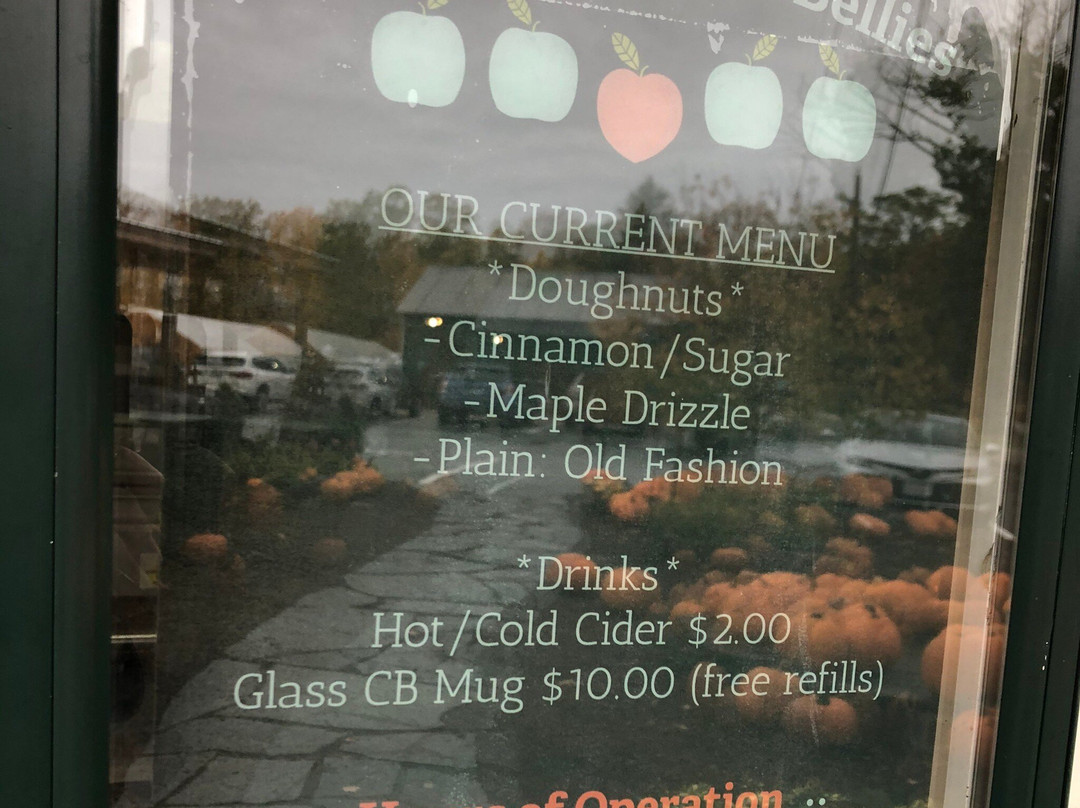 Bellies
OUR CURRENT MENU
*Doughnuts*
-Cinnamon/Sugar
-Maple Drizzle
-Plain: Old Fashion
*Drinks*
Hot/Cold Cider $2.00
Glass CB Mug $10.00 (free refills)
Hours of Operation